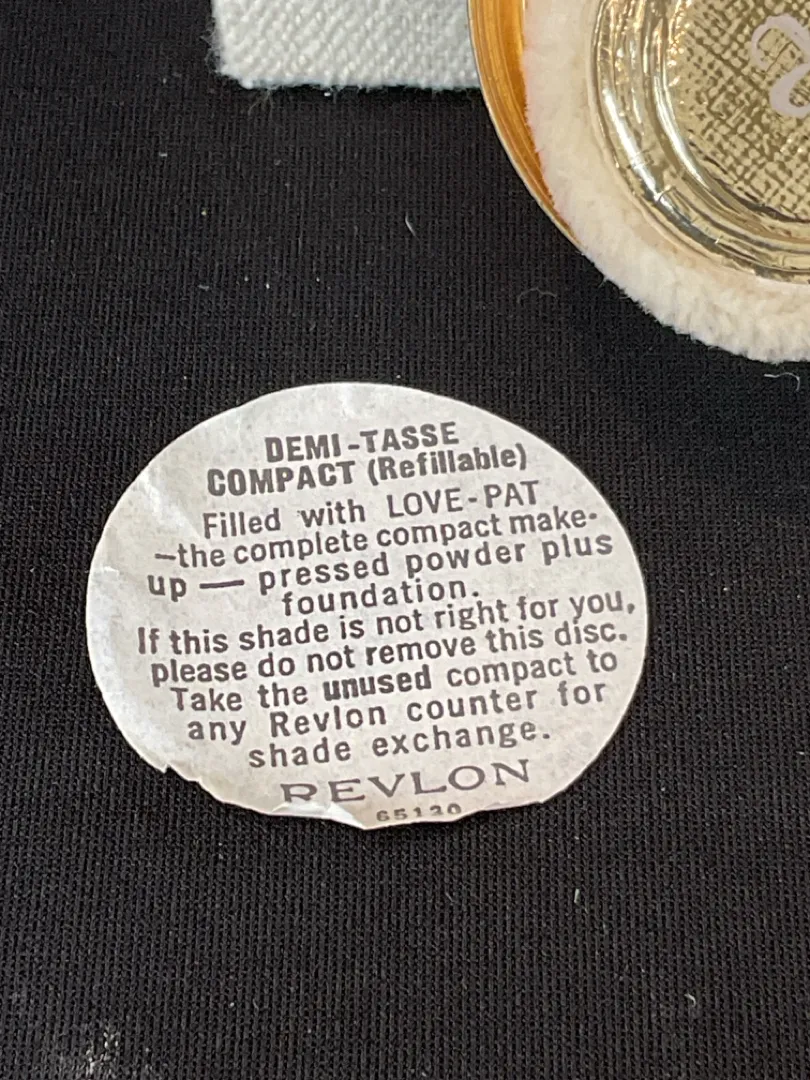 DEMI-TASSE
COMPACT (Refillable)
Filled with LOVE-PAT
—the complete compact make-
up — pressed powder plus
foundation.
If this shade is not right for you,
please do not remove this disc.
Take the unused compact to
any Revlon counter for
shade exchange.
REVLON
65120